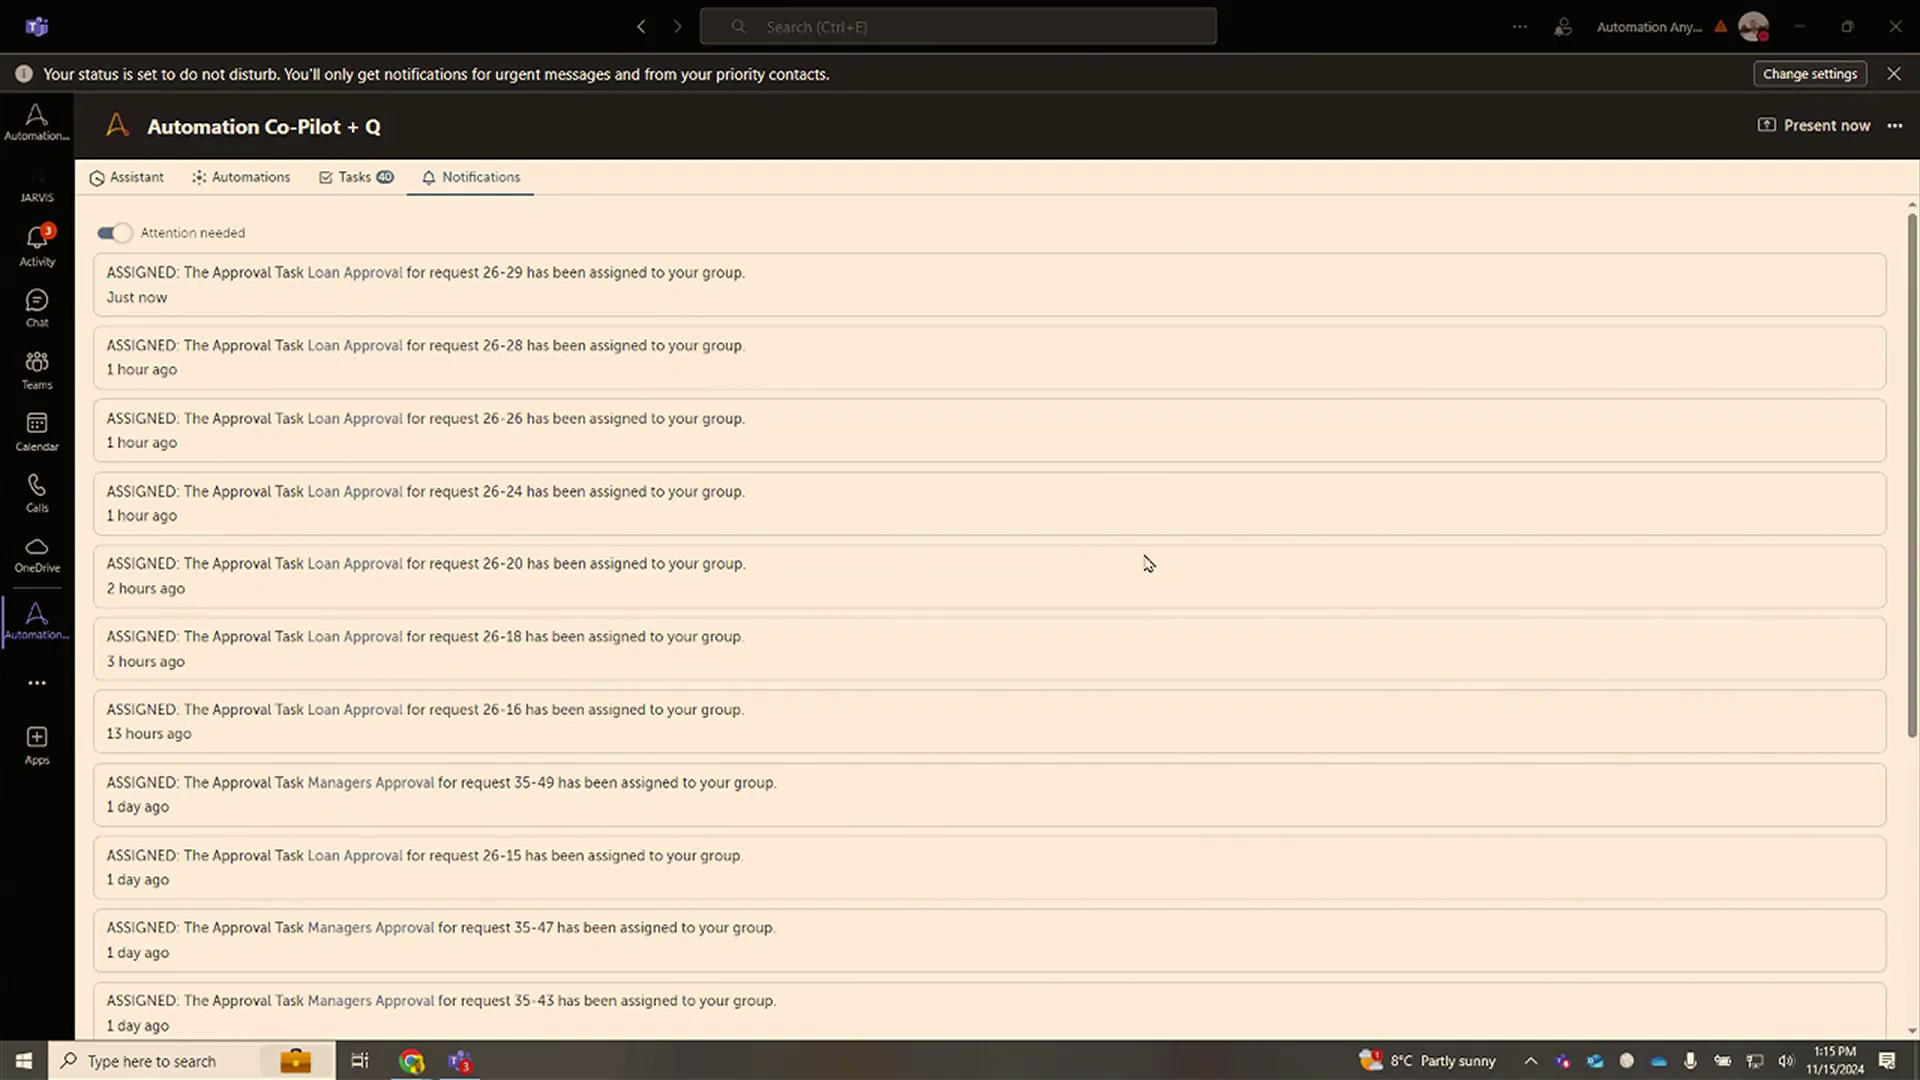 Search (Ctrl+E)
Automation Any...
Your status is set to do not disturb. You'll only get notifications for urgent messages and from your priority contacts.
Change settings
Automation...
Automation Co-Pilot + Q
Present now
JARVIS
Assistant
Automations
Tasks 40
Notifications
3
Activity
Attention needed
Chat
Teams
Calendar
Calls
OneDrive
Automation...
Apps
ASSIGNED: The Approval Task Loan Approval for request 26-29 has been assigned to your group.
Just now
ASSIGNED: The Approval Task Loan Approval for request 26-28 has been assigned to your group.
1 hour ago
ASSIGNED: The Approval Task Loan Approval for request 26-26 has been assigned to your group.
1 hour ago
ASSIGNED: The Approval Task Loan Approval for request 26-24 has been assigned to your group.
1 hour ago
ASSIGNED: The Approval Task Loan Approval for request 26-20 has been assigned to your group.
2 hours ago
ASSIGNED: The Approval Task Loan Approval for request 26-18 has been assigned to your group.
3 hours ago
ASSIGNED: The Approval Task Loan Approval for request 26-16 has been assigned to your group.
13 hours ago
ASSIGNED: The Approval Task Managers Approval for request 35-49 has been assigned to your group.
1 day ago
ASSIGNED: The Approval Task Loan Approval for request 26-15 has been assigned to your group.
1 day ago
ASSIGNED: The Approval Task Managers Approval for request 35-47 has been assigned to your group.
1 day ago
ASSIGNED: The Approval Task Managers Approval for request 35-43 has been assigned to your group.
1 day ago
Type here to search
3
1
8°C Partly sunny
1:15 PM
11/15/2024